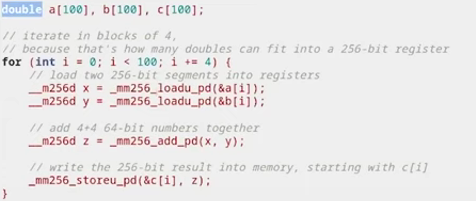 double a[100], b[100], c[100];
// iterate in blocks of 4,
// because that's how many doubles can fit into a 256-bit register
for (int i = 0; i < 100; i += 4) {
    // load two 256-bit segments into registers
    __m256d x = _mm256_loadu_pd(&a[i]);
    __m256d y = _mm256_loadu_pd(&b[i]);
    // add 4+4 64-bit numbers together
    __m256d z = _mm256_add_pd(x, y);
    // write the 256-bit result into memory, starting with c[i]
    _mm256_storeu_pd(&c[i], z);
}